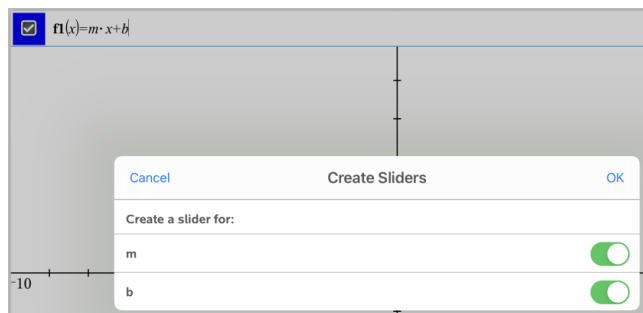 f1(x)=m·x+b
Cancel Create Sliders OK
Create a slider for:
m
-10
b